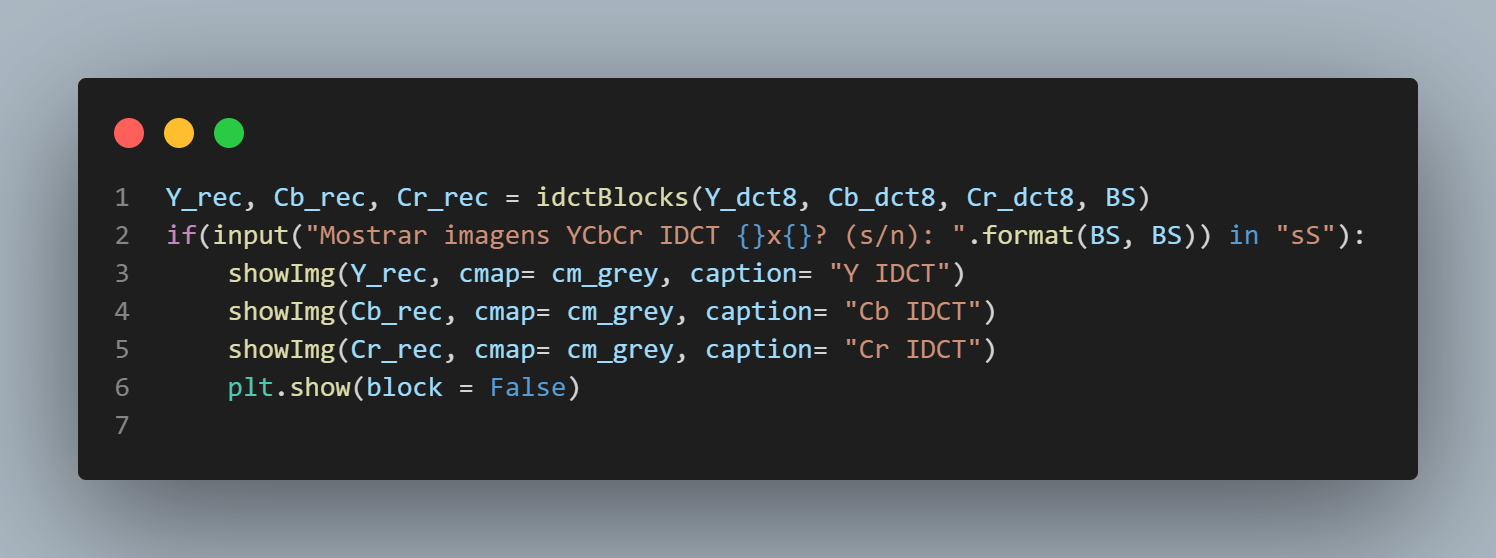 1 Y_rec, Cb_rec, Cr_rec = idctBlocks(Y_dct8, Cb_dct8, Cr_dct8, BS)
2 if(input("Mostrar imagens YCbCr IDCT {}x{}? (s/n): ".format(BS, BS)) in "sS"):
3     showImg(Y_rec, cmap= cm_grey, caption= "Y IDCT")
4     showImg(Cb_rec, cmap= cm_grey, caption= "Cb IDCT")
5     showImg(Cr_rec, cmap= cm_grey, caption= "Cr IDCT")
6     plt.show(block = False)
7